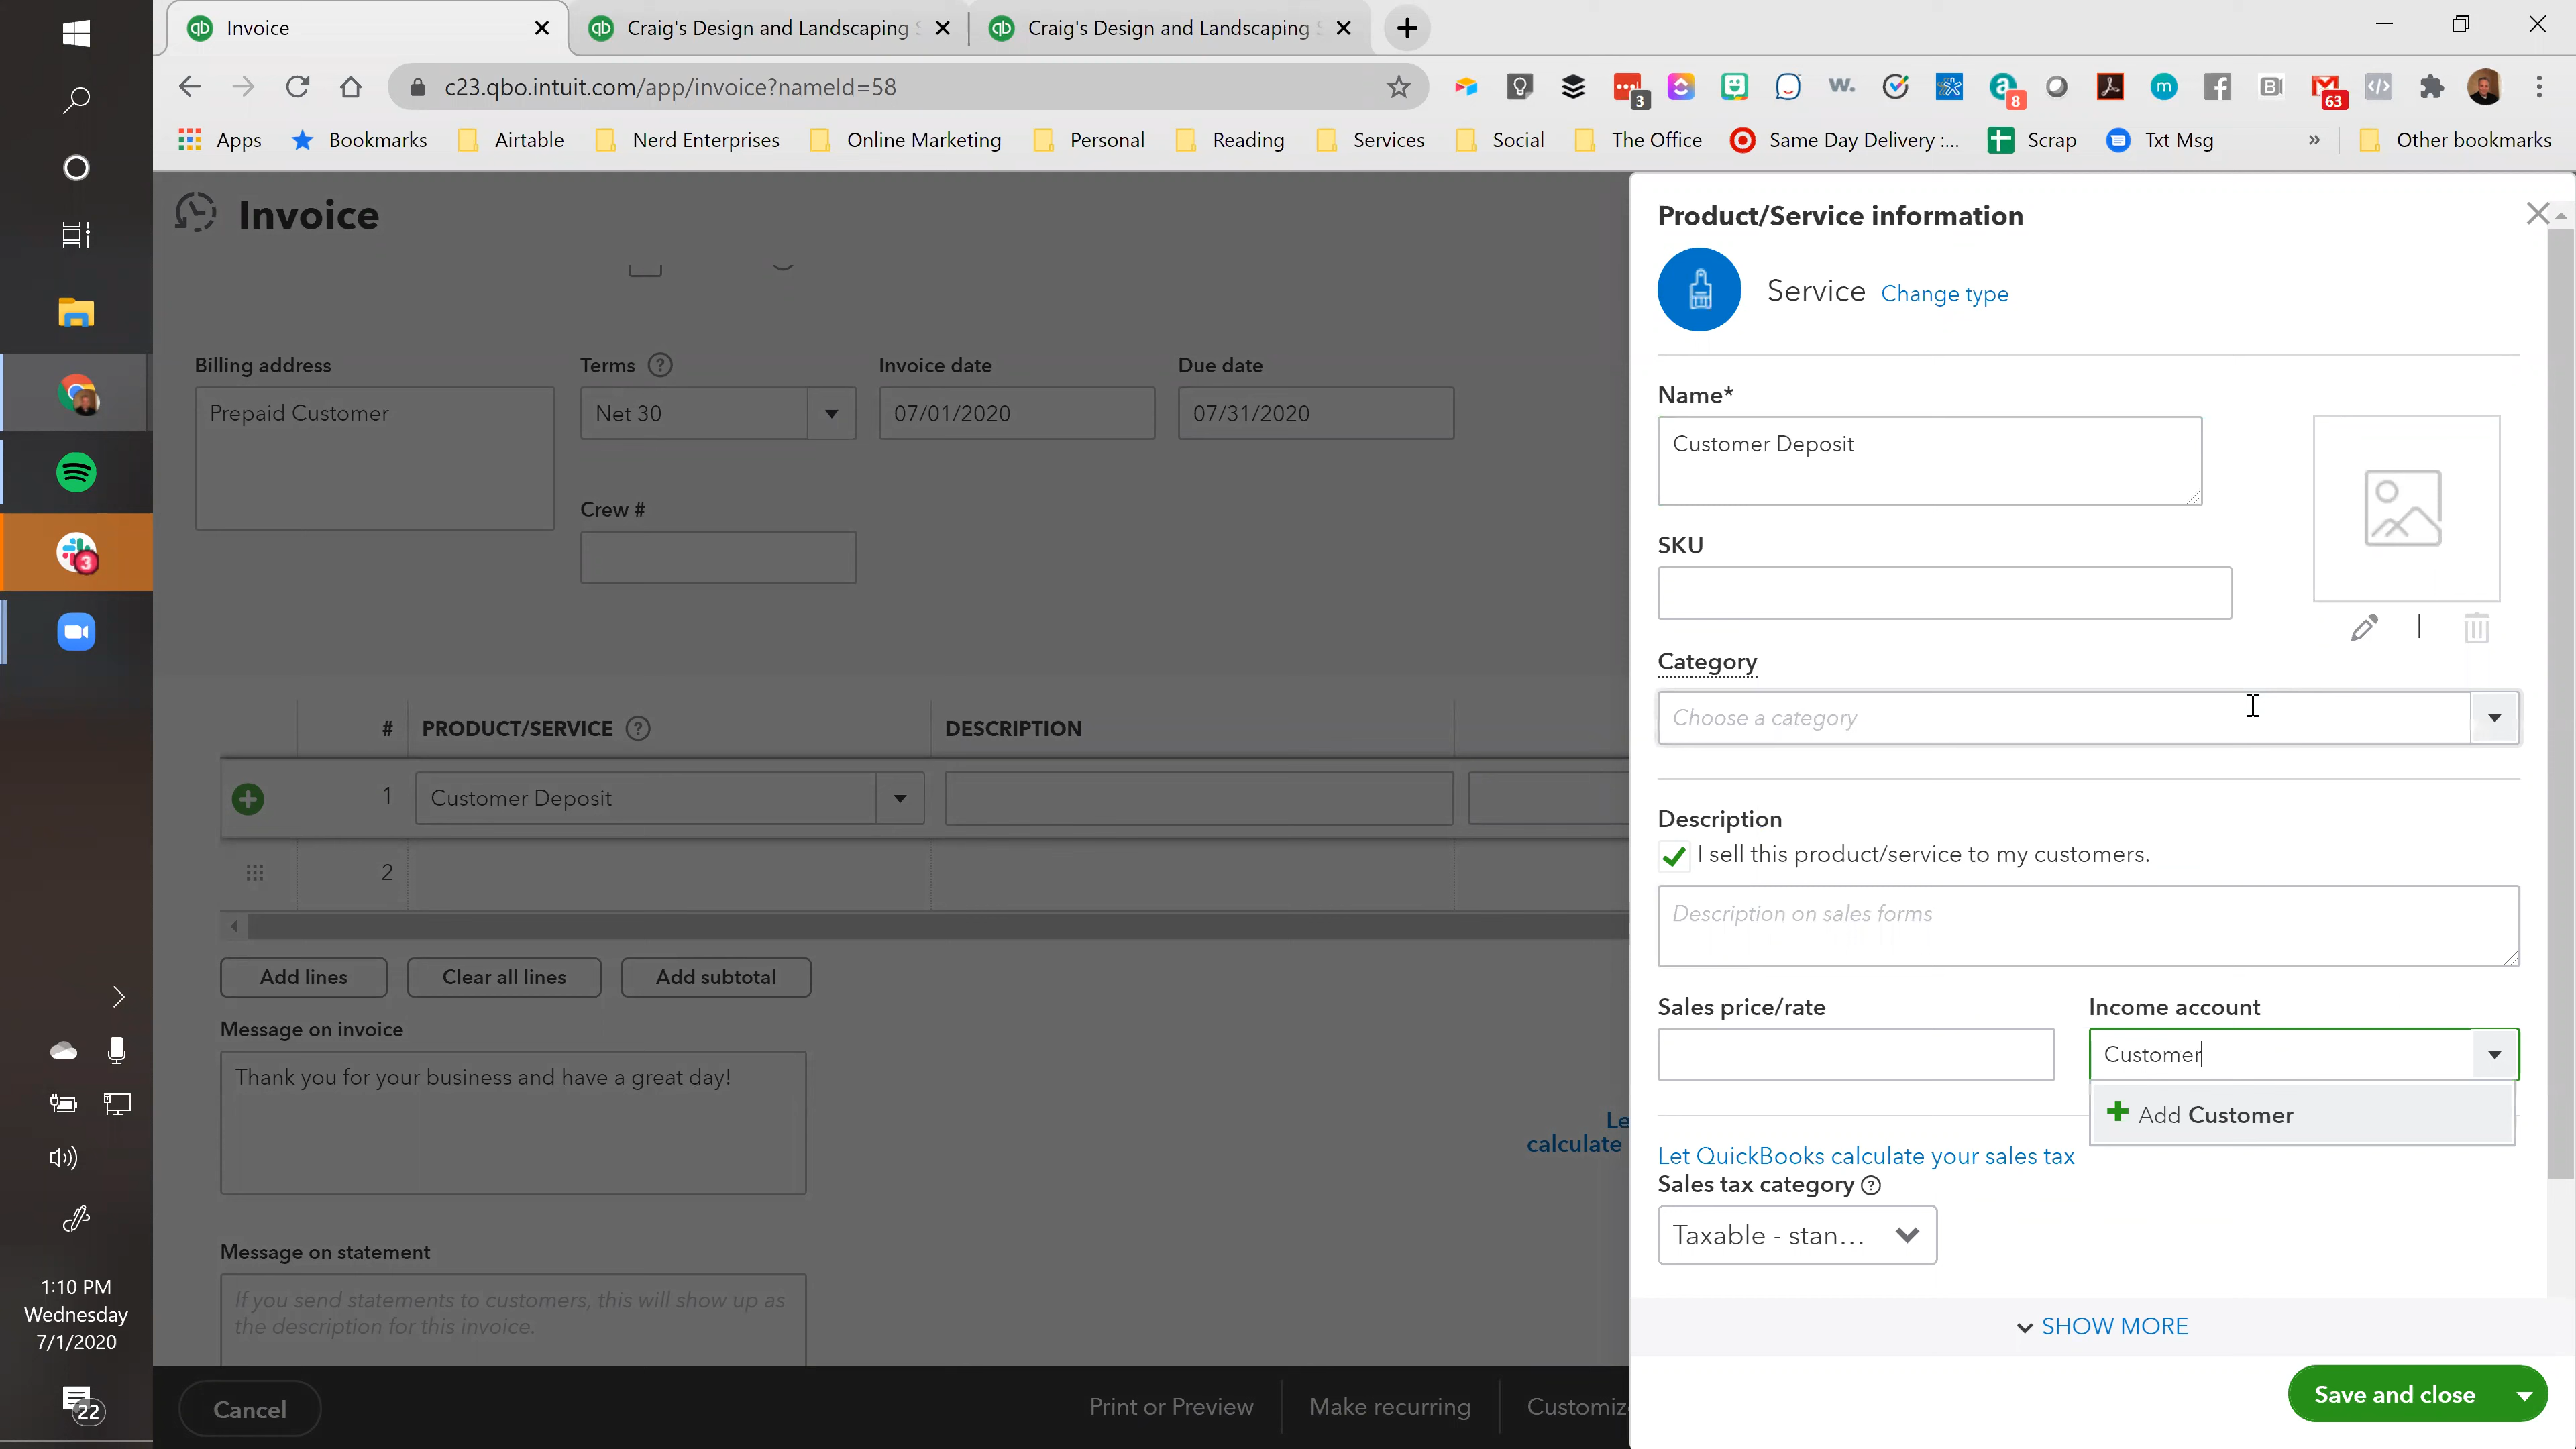 Invoice
Craig's Design and Landscaping
Craig's Design and Landscaping
c23.qbo.intuit.com/app/invoice?nameId=58
3
8
63
Apps
Bookmarks
Airtable
Nerd Enterprises
Online Marketing
Personal
Reading
Services
Social
The Office
Same Day Delivery :...
Scrap
Txt Msg
»
Other bookmarks
Invoice
Billing address
Prepaid Customer
Terms
Net 30
Invoice date
07/01/2020
Due date
07/31/2020
Crew #
# PRODUCT/SERVICE DESCRIPTION
1 Customer Deposit
2
Add lines
Clear all lines
Add subtotal
Message on invoice
Thank you for your business and have a great day!
Le
calculate
Message on statement
If you send statements to customers, this will show up as
the description for this invoice.
Cancel
Print or Preview
Make recurring
Customiz
Product/Service information
Service Change type
Name*
Customer Deposit
SKU
Category
Choose a category
Description
I sell this product/service to my customers.
Description on sales forms
Sales price/rate
Income account
Customer
Add Customer
Let QuickBooks calculate your sales tax
Sales tax category
Taxable - stan...
SHOW MORE
Save and close
3
1:10 PM
Wednesday
7/1/2020
22